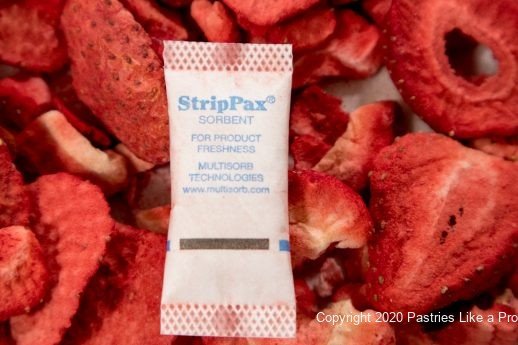 StripPax®
SORBENT
FOR PRODUCT
FRESHNESS
MULTISORB
TECHNOLOGIES
www.multisorb.com
Copyright 2020 Pastries Like a Pro